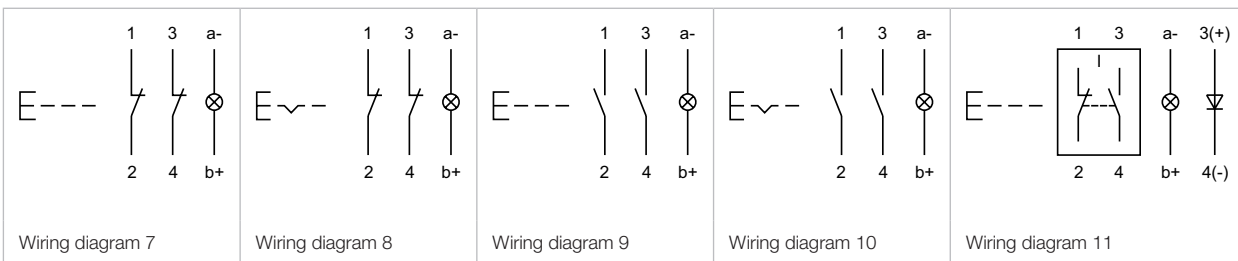 1 3 a-
2 4 b+
Wiring diagram 7
1 3 a-
2 4 b+
Wiring diagram 8
1 3 a-
2 4 b+
Wiring diagram 9
1 3 a-
2 4 b+
Wiring diagram 10
1 3 a- 3(+)
I
2 4 b+ 4(-)
Wiring diagram 11